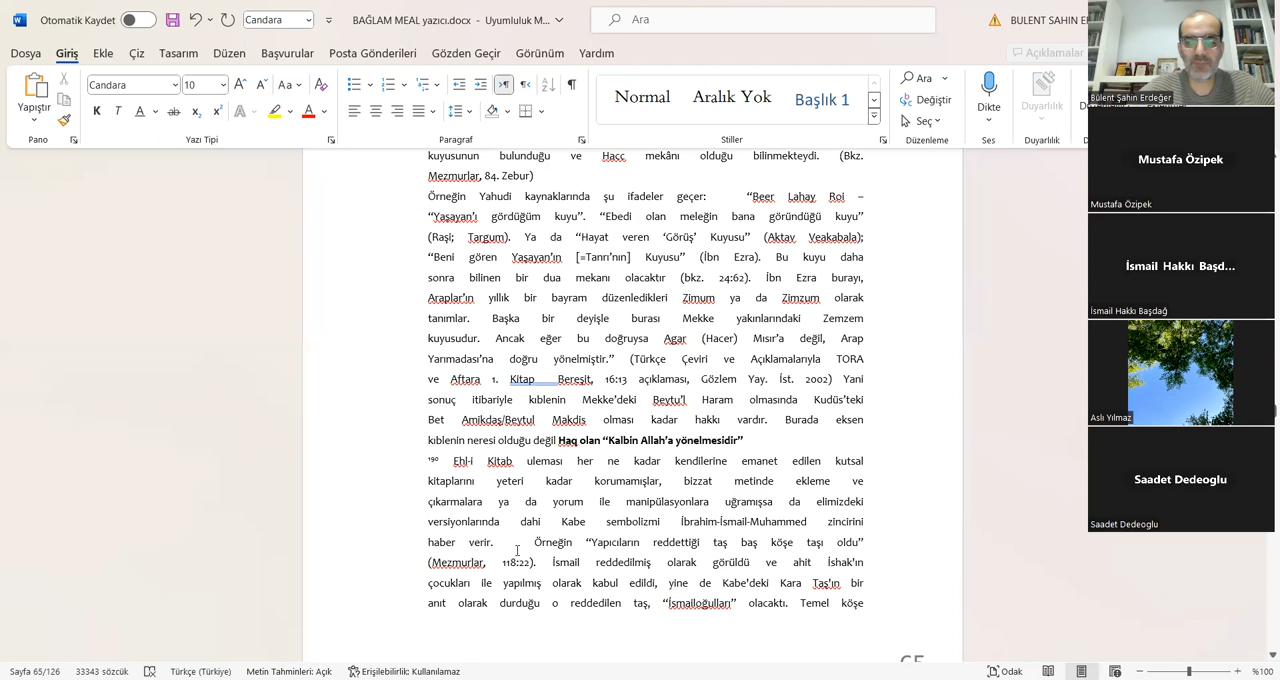 Otomatik Kaydet
Candara
BAĞLAM MEAL yazıcı.docx - Uyumluluk M...
Ara
BULENT SAHIN ER
Dosya Giriş Ekle Çiz Tasarım Düzen Başvurular Posta Gönderileri Gözden Geçir Görünüm Yardım
Açıklamalar
Yapıştır
Candara 10
Normal Aralık Yok Başlık 1
Ara
Değiştir
Seç
Dikte
Duyarlılık
Pano Yazı Tipi Paragraf Stiller Düzenleme Ses Duyarlılık
kuyusunun bulunduğu ve Hacc mekânı olduğu bilinmekteydi. (Bkz.
Mezmurlar, 84. Zebur)
Örneğin Yahudi kaynaklarında şu ifadeler geçer: “Beer Lahay Roi –
“Yaşayan’ı gördüğüm kuyu”. “Ebedi olan meleğin bana göründüğü kuyu”
(Raşi; Targum). Ya da “Hayat veren ‘Görüş’ Kuyusu” (Aktav Veakabala);
“Beni gören Yaşayan’ın [=Tanrı’nın] Kuyusu” (İbn Ezra). Bu kuyu daha
sonra bilinen bir dua mekanı olacaktır (bkz. 24:62). İbn Ezra burayı,
Araplar’ın yıllık bir bayram düzenledikleri Zimum ya da Zimzum olarak
tanımlar. Başka bir deyişle burası Mekke yakınlarındaki Zemzem
kuyusudur. Ancak eğer bu doğruysa Agar (Hacer) Mısır’a değil, Arap
Yarımadası’na doğru yönelmiştir.” (Türkçe Çeviri ve Açıklamalarıyla TORA
ve Aftara 1. Kitap Bereşit, 16:13 açıklaması, Gözlem Yay. İst. 2002) Yani
sonuç itibariyle kıblenin Mekke’deki Beytu’l Haram olmasında Kudüs’teki
Bet Amikdaş/Beytul Makdis olması kadar hakkı vardır. Burada eksen
kıblenin neresi olduğu değil Haq olan “Kalbin Allah’a yönelmesidir”
190 Ehl-i Kitab uleması her ne kadar kendilerine emanet edilen kutsal
kitaplarını yeteri kadar korumamışlar, bizzat metinde ekleme ve
çıkarmalara ya da yorum ile manipülasyonlara uğramışsa da elimizdeki
versiyonlarında dahi Kabe sembolizmi İbrahim-İsmail-Muhammed zincirini
haber verir. Örneğin “Yapıcıların reddettiği taş baş köşe taşı oldu”
(Mezmurlar, 118:22). İsmail reddedilmiş olarak görüldü ve ahit İshak'ın
çocukları ile yapılmış olarak kabul edildi, yine de Kabe'deki Kara Taş'ın bir
anıt olarak durduğu o reddedilen taş, “İsmailoğulları” olacaktı. Temel köşe
Bülent Şahin Erdeğer
Mustafa Özipek
Mustafa Özipek
İsmail Hakkı Başd...
İsmail Hakkı Başdağ
Aslı Yılmaz
Saadet Dedeoglu
Saadet Dedeoglu
Sayfa 65/126 33343 sözcük Türkçe (Türkiye) Metin Tahminleri: Açık Erişilebilirlik: Kullanılamaz Odak %100